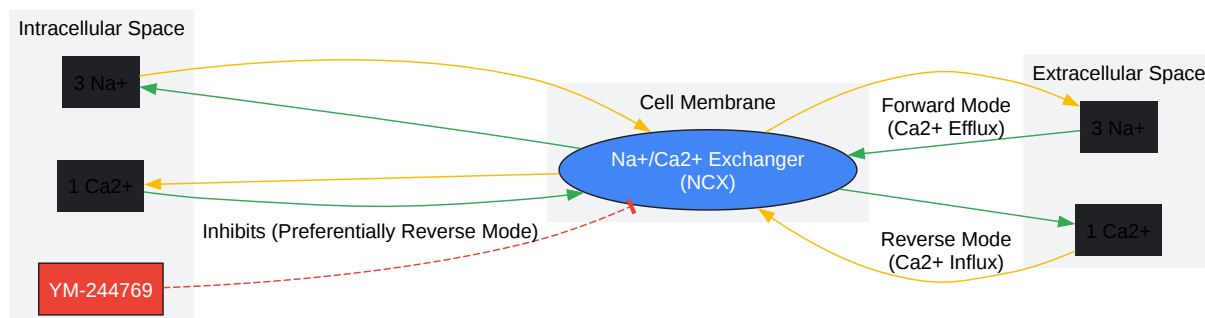 Intracellular Space
3 Na+
1 Ca2+
Inhibits (Preferentially Reverse Mode)
YM-244769
Cell Membrane
Na+/Ca2+ Exchanger
(NCX)
Forward Mode
(Ca2+ Efflux)
Reverse Mode
(Ca2+ Influx)
Extracellular Space
3 Na+
1 Ca2+